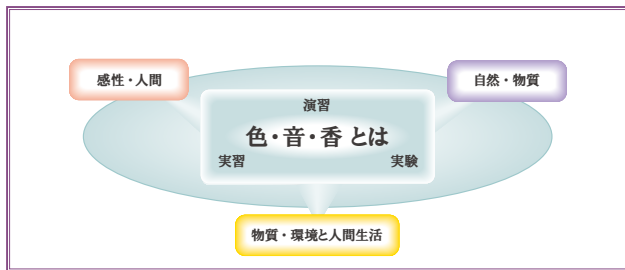 感性・人間
自然・物質
演習
色・音・香 とは
実習
実験
物質・環境と人間生活